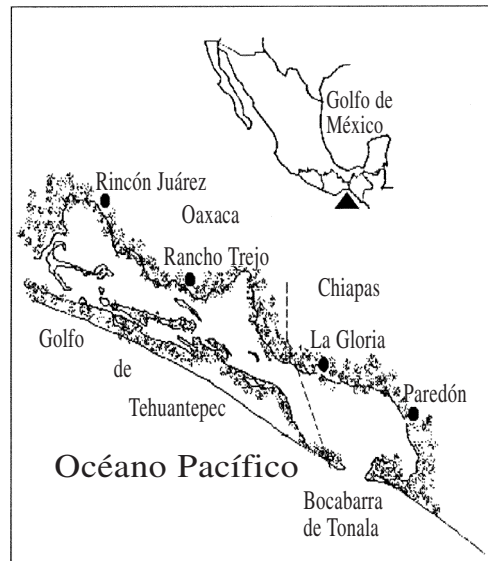 Golfo de
México
Rincón Juárez
Oaxaca
Rancho Trejo
Chiapas
Golfo
La Gloria
de
Paredón
Tehuantepec
Océano Pacífico
Bocabarra
de Tonala